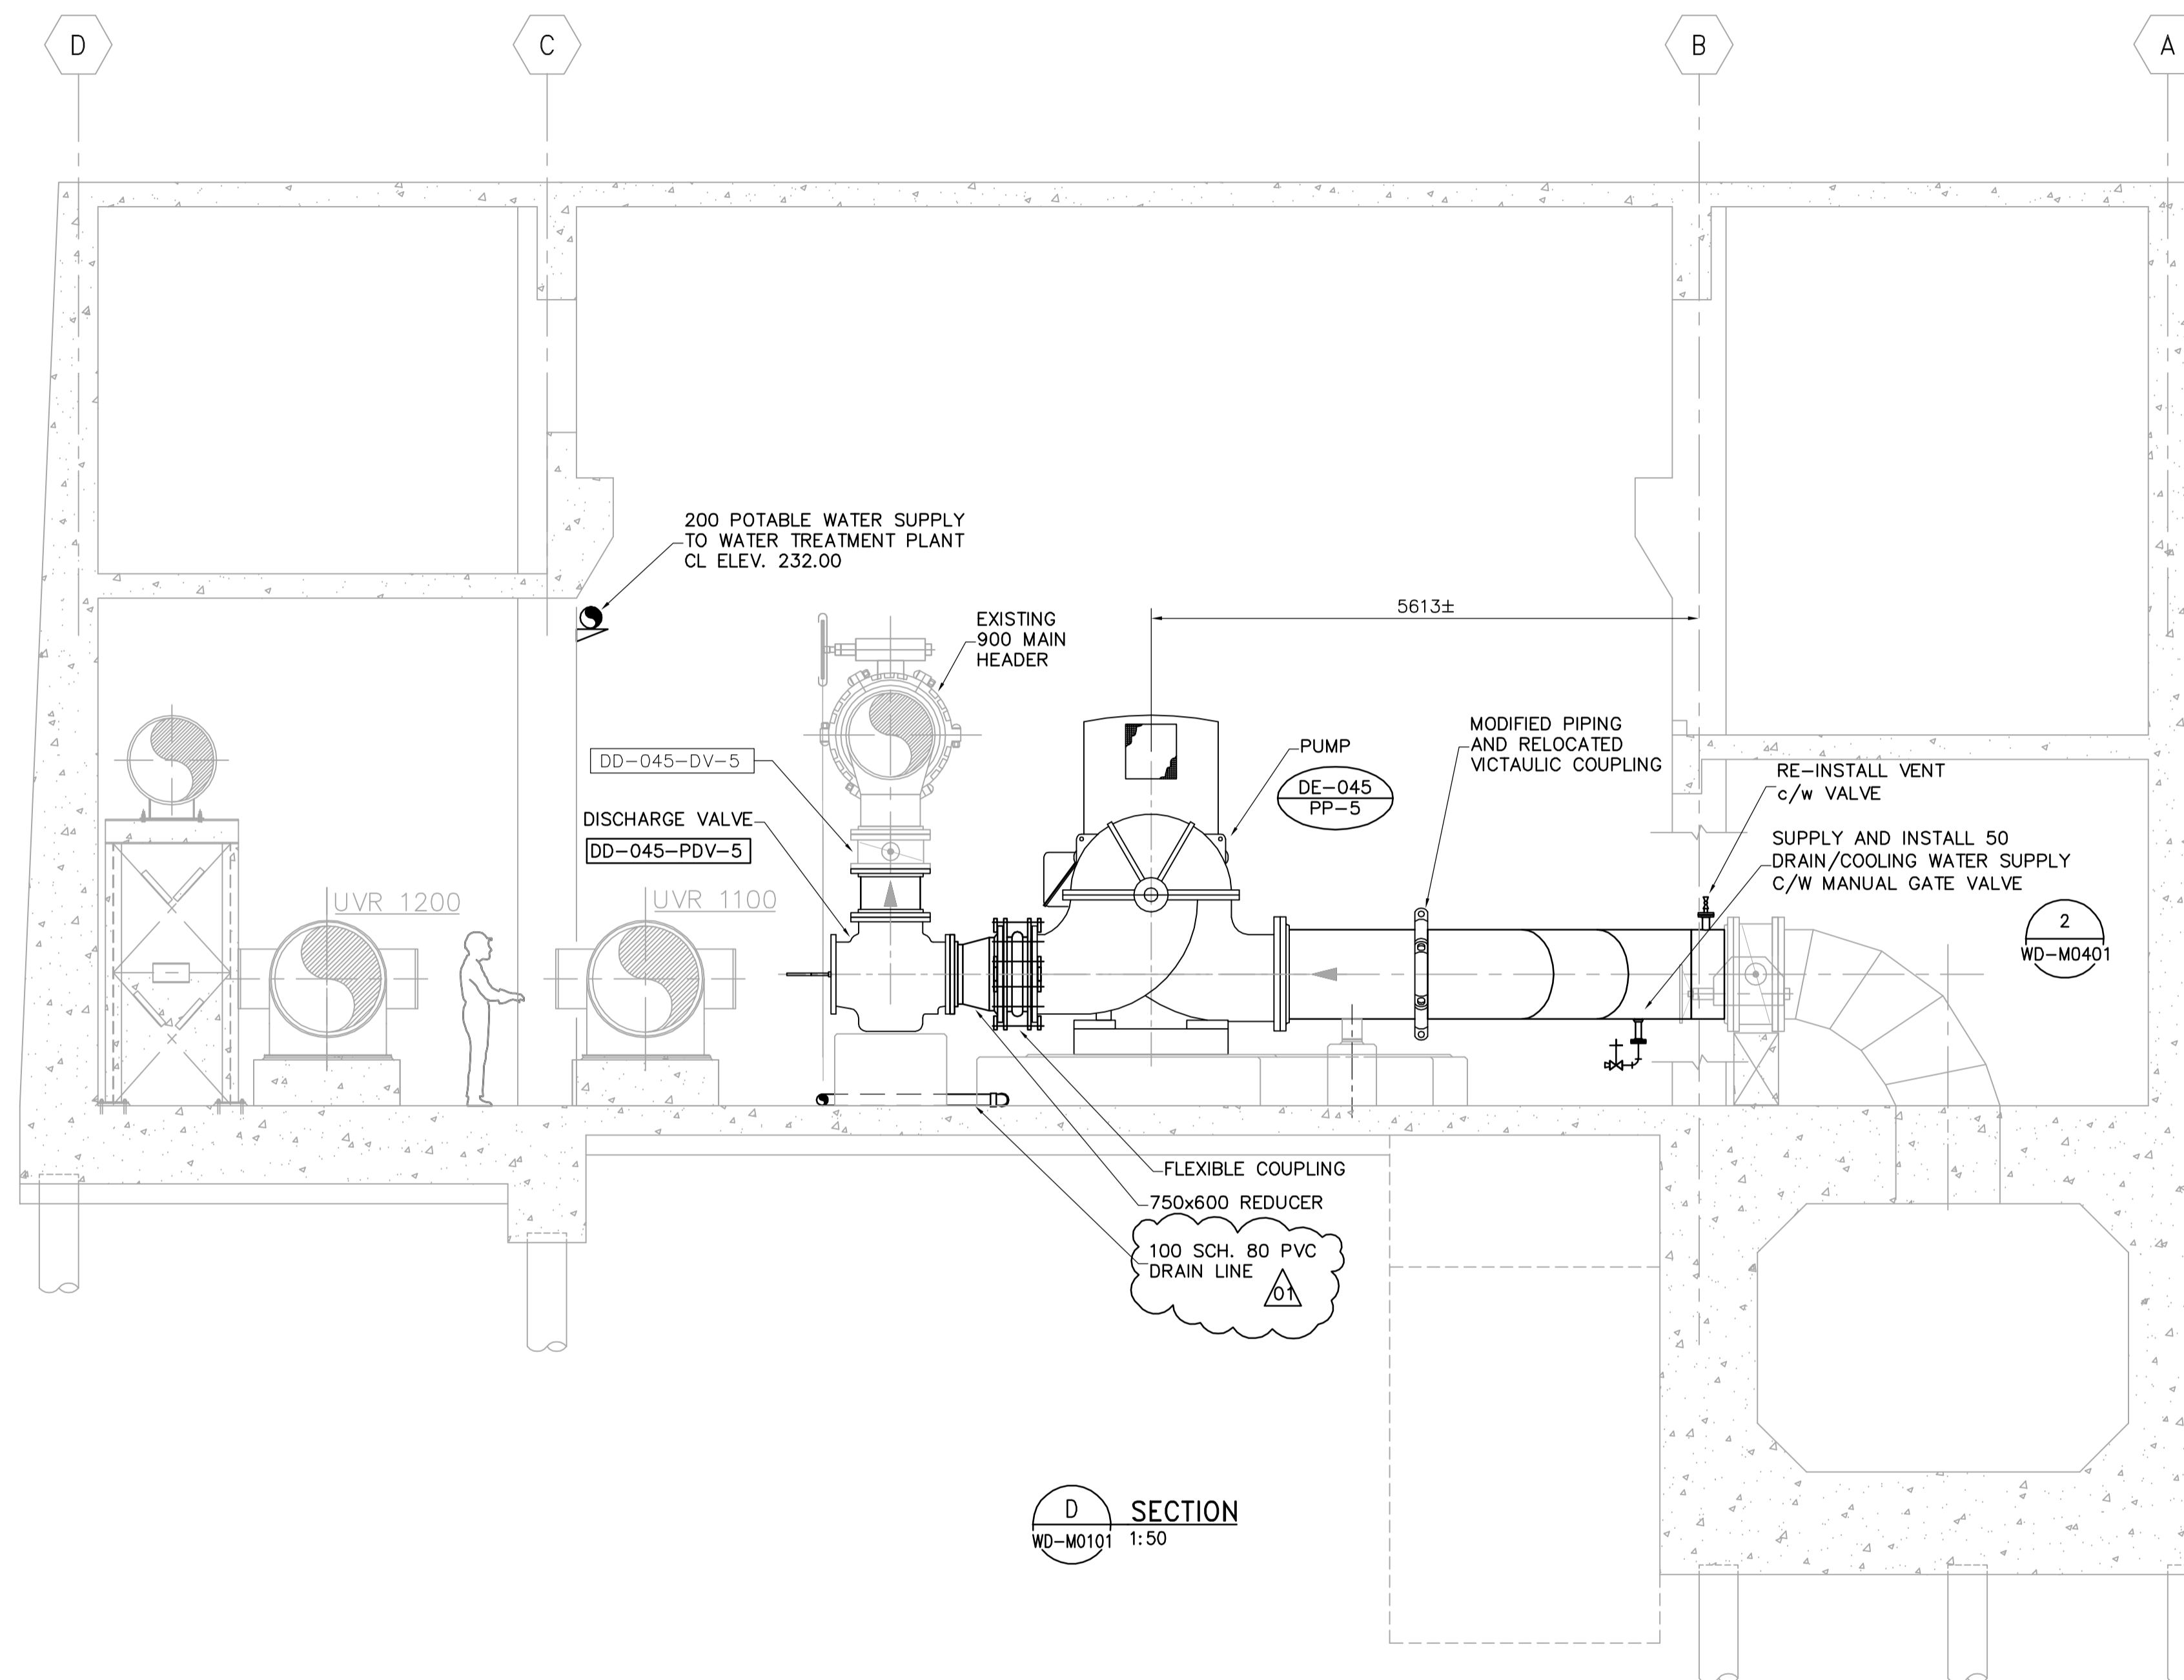 D
C
B
A
200 POTABLE WATER SUPPLY
TO WATER TREATMENT PLANT
CL ELEV. 232.00
EXISTING
900 MAIN
HEADER
5613±
DD-045-DV-5
DISCHARGE VALVE
DD-045-PDV-5
PUMP
DE-045
PP-5
MODIFIED PIPING
AND RELOCATED
VICTAULIC COUPLING
RE-INSTALL VENT
c/w VALVE
SUPPLY AND INSTALL 50
DRAIN/COOLING WATER SUPPLY
C/W MANUAL GATE VALVE
2
WD-M0401
UVR 1200
UVR 1100
FLEXIBLE COUPLING
750x600 REDUCER
100 SCH. 80 PVC
DRAIN LINE
01
D
WD-M0101
SECTION
1:50